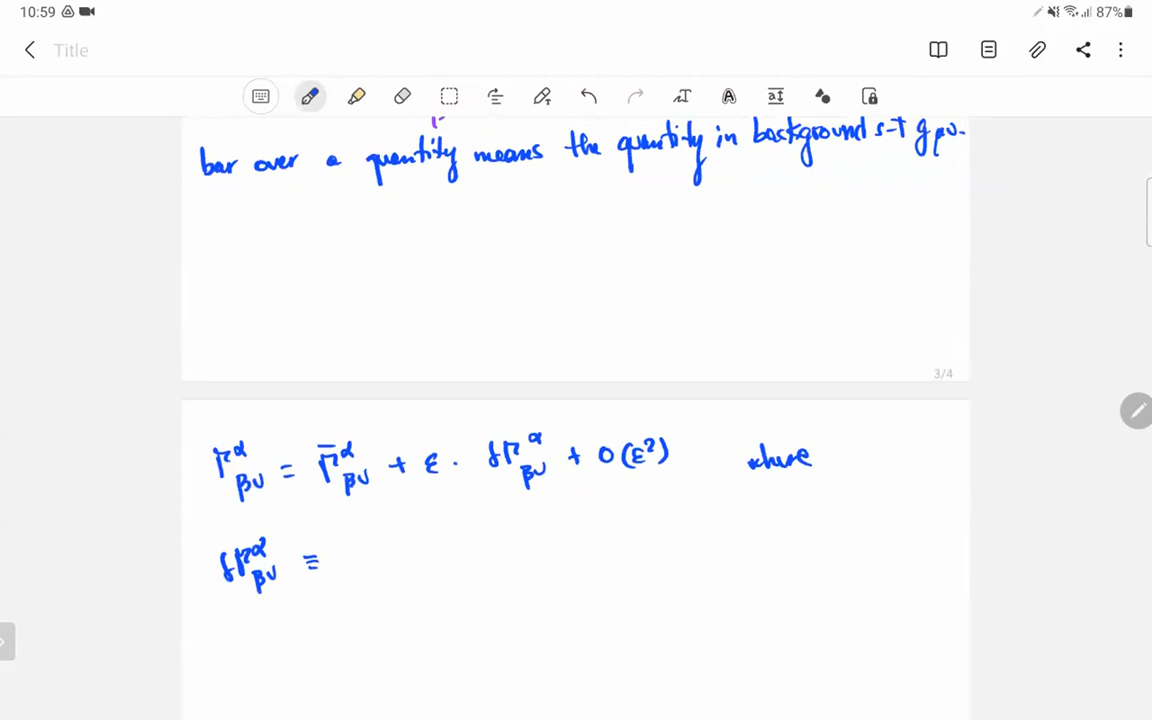 10:59 87%
Title
bar over a quantity means the quantity in background s-T gμν.
3/4
Γ^α_βν = Γ̅^α_βν + ε · δΓ^α_βν + O(ε²) where
δΓ^α_βν ≡